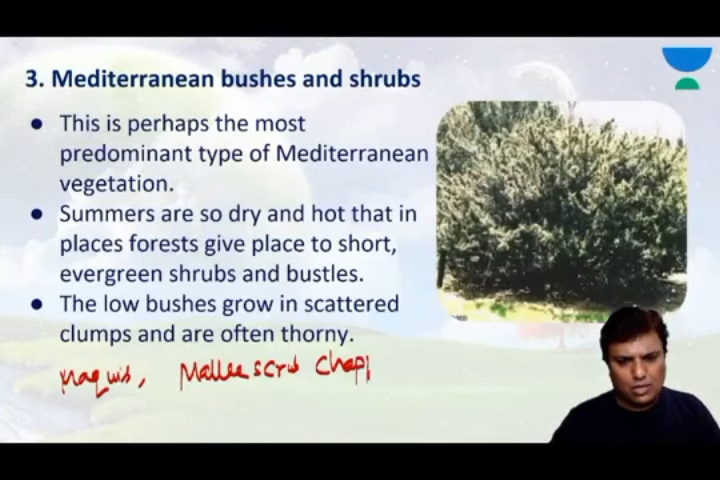 3. Mediterranean bushes and shrubs
● This is perhaps the most
predominant type of Mediterranean
vegetation.
● Summers are so dry and hot that in
places forests give place to short,
evergreen shrubs and bustles.
● The low bushes grow in scattered
clumps and are often thorny.
Maquis, Mallee scrub Chap